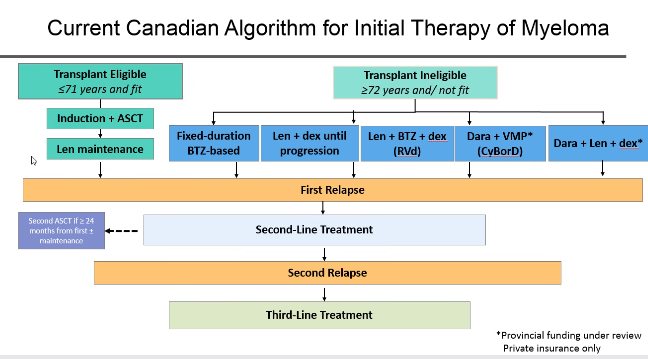 Current Canadian Algorithm for Initial Therapy of Myeloma
Transplant Eligible
≤71 years and fit
Transplant Ineligible
≥72 years and/ not fit
Induction + ASCT
Len maintenance
Fixed-duration
BTZ-based
Len + dex until
progression
Len + BTZ + dex
(RVd)
Dara + VMP*
(CyBorD)
Dara + Len + dex*
First Relapse
Second ASCT if ≥ 24
months from first ±
maintenance
Second-Line Treatment
Second Relapse
Third-Line Treatment
*Provincial funding under review
Private insurance only